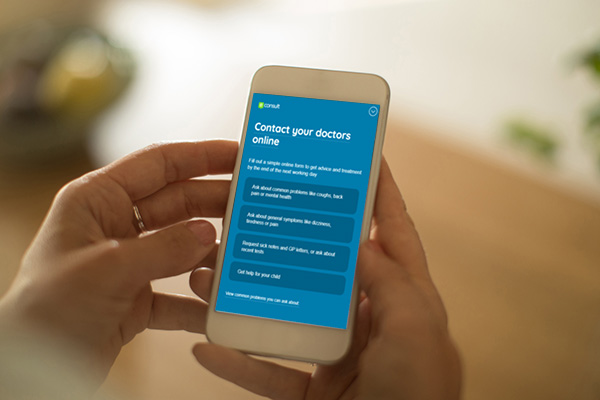 eConsult
Contact your doctors
online
Fill out a simple online form to get advice and treatment
by the end of the next working day
Ask about common problems like coughs, back
pain or mental health
Ask about general symptoms like dizziness,
tiredness or pain
Request sick notes and GP letters, or ask about
recent tests
Get help for your child
View common problems you can ask about